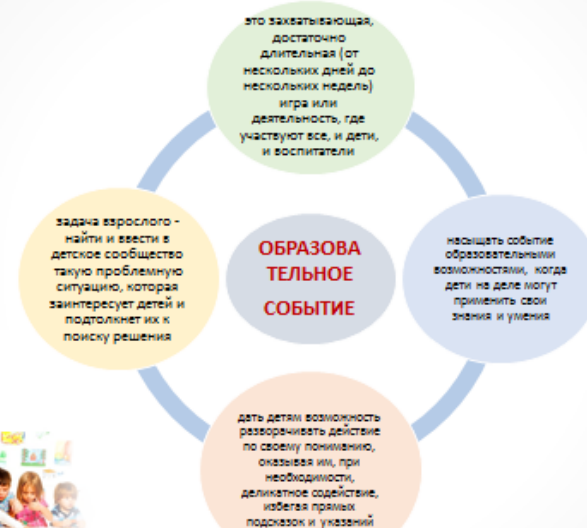 это захватывающая,
достаточно
длительная (от
нескольких дней до
нескольких недель)
игра или
деятельность, где
участвуют все, и дети,
и воспитатели
задача взрослого -
найти и ввести в
детское сообщество
такую проблемную
ситуацию, которая
заинтересует детей и
подтолкнет их к
поиску решения
ОБРАЗОВА
ТЕЛЬНОЕ
СОБЫТИЕ
насыщать событие
образовательными
возможностями, когда
дети на деле могут
применить свои
знания и умения
дать детям возможность
разворачивать действие
по своему пониманию,
оказывая им, при
необходимости,
деликатное содействие,
избегая прямых
подсказок и указаний